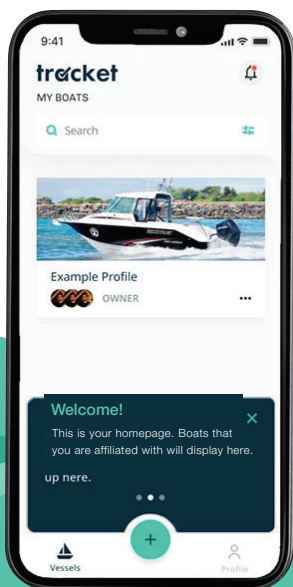 9:41
tracket
MY BOATS
Search
Example Profile
OWNER
Welcome!
This is your homepage. Boats that
you are affiliated with will display here.
up nere.
Vessels
Profile